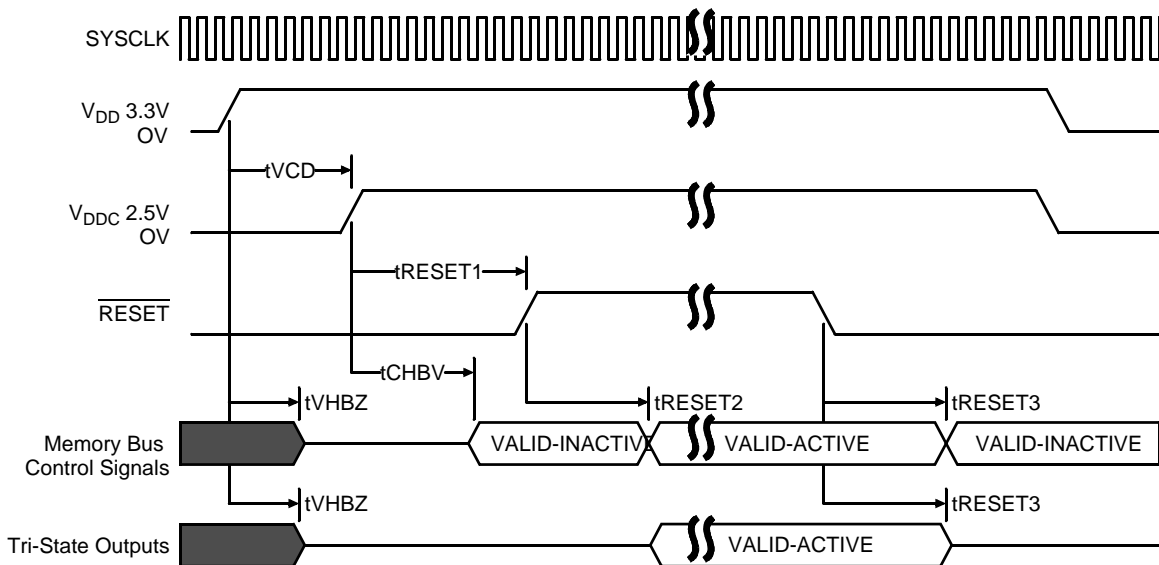 SYSCLK
VDD 3.3V
OV
tVCD
VDDC 2.5V
OV
tRESET1
RESET
tCHBV
tVHBZ
tRESET2
tRESET3
Memory Bus
Control Signals
VALID-INACTIVE
VALID-ACTIVE
VALID-INACTIVE
tVHBZ
tRESET3
Tri-State Outputs
VALID-ACTIVE